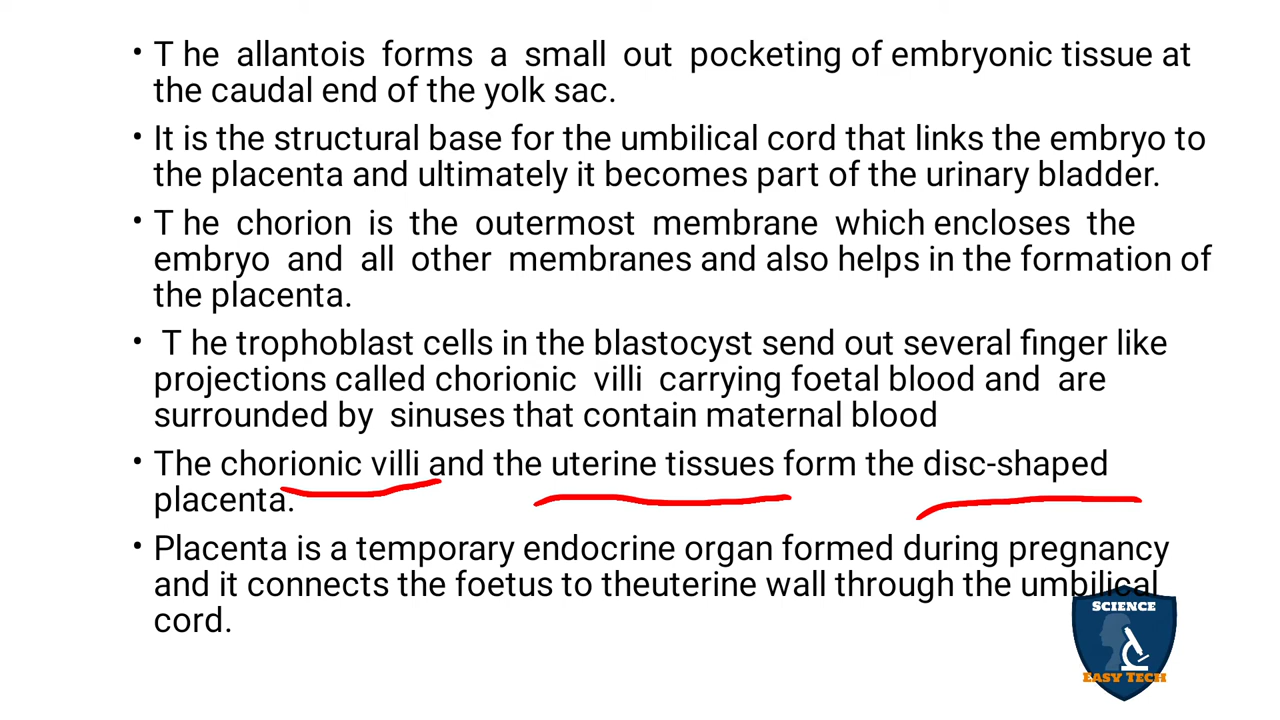 • T he allantois forms a small out pocketing of embryonic tissue at
the caudal end of the yolk sac.
• It is the structural base for the umbilical cord that links the embryo to
the placenta and ultimately it becomes part of the urinary bladder.
• T he chorion is the outermost membrane which encloses the
embryo and all other membranes and also helps in the formation of
the placenta.
• T he trophoblast cells in the blastocyst send out several finger like
projections called chorionic villi carrying foetal blood and are
surrounded by sinuses that contain maternal blood
• The chorionic villi and the uterine tissues form the disc-shaped
placenta.
• Placenta is a temporary endocrine organ formed during pregnancy
and it connects the foetus to theuterine wall through the umbilical
cord.
SCIENCE
EASY TECH